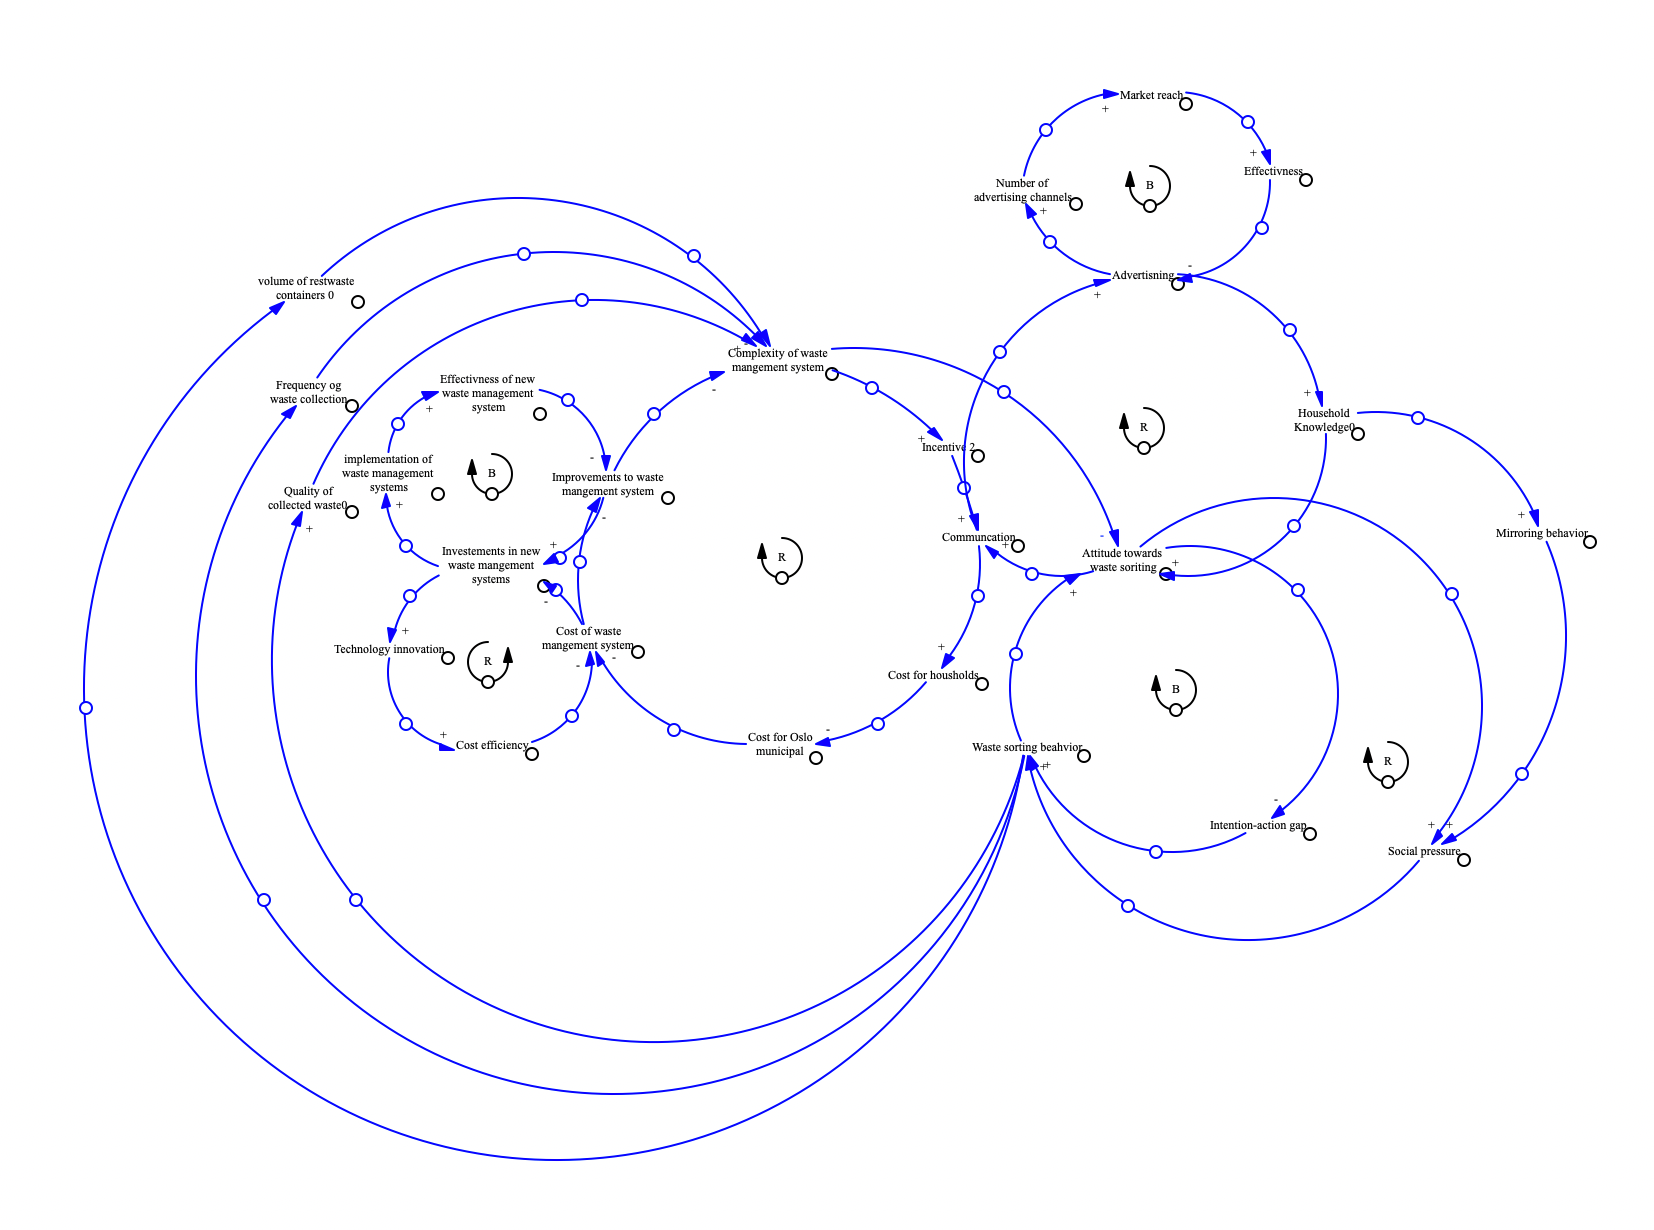 Market reach
+
+
Effectivness
Number of
advertising channels
+
B
-
Advertisning
+
volume of restwaste
containers 0
+
-
Complexity of waste
mangement system
-
Effectivness of new
waste management
system
+
Frequency og
waste collection
+
Household
Knowledge0
R
+
Incentive 2
implementation of
waste management
systems
B
-
Improvements to waste
mangement system
Quality of
collected waste0
+
+
-
+
+
Mirroring behavior
Communcation
+
-
Attitude towards
waste soriting
+
+
Investements in new
waste mangement
systems
+
R
-
+
Cost of waste
mangement system
Technology innovation
R
-
-
+
Cost for housholds
B
+
Cost efficiency
Cost for Oslo
municipal
-
Waste sorting beahvior
+
+
R
-
Intention-action gap
+
+
Social pressure